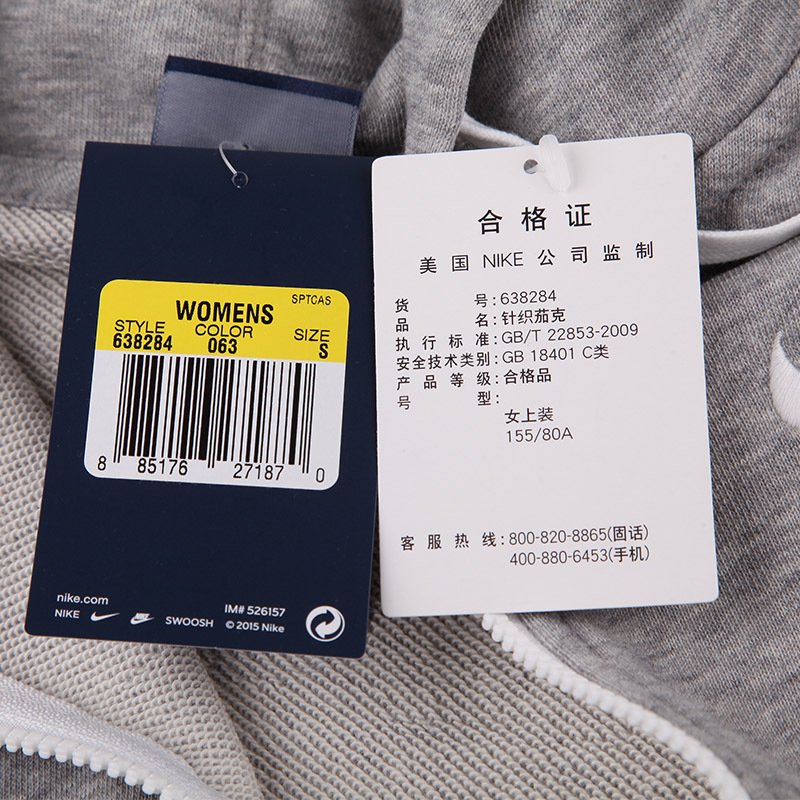 SPTCAS
WOMENS
STYLE COLOR SIZE
638284 063 S
8 85176 27187 0
nike.com
NIKE SWOOSH
IM# 526157
© 2015 Nike
合格证
美国 NIKE 公司监制
货号:638284
品名:针织茄克
执行标准:GB/T 22853-2009
安全技术类别:GB 18401 C类
产品等级:合格品
号型:
女上装
155/80A
客服热线:800-820-8865(固话)
400-880-6453(手机)